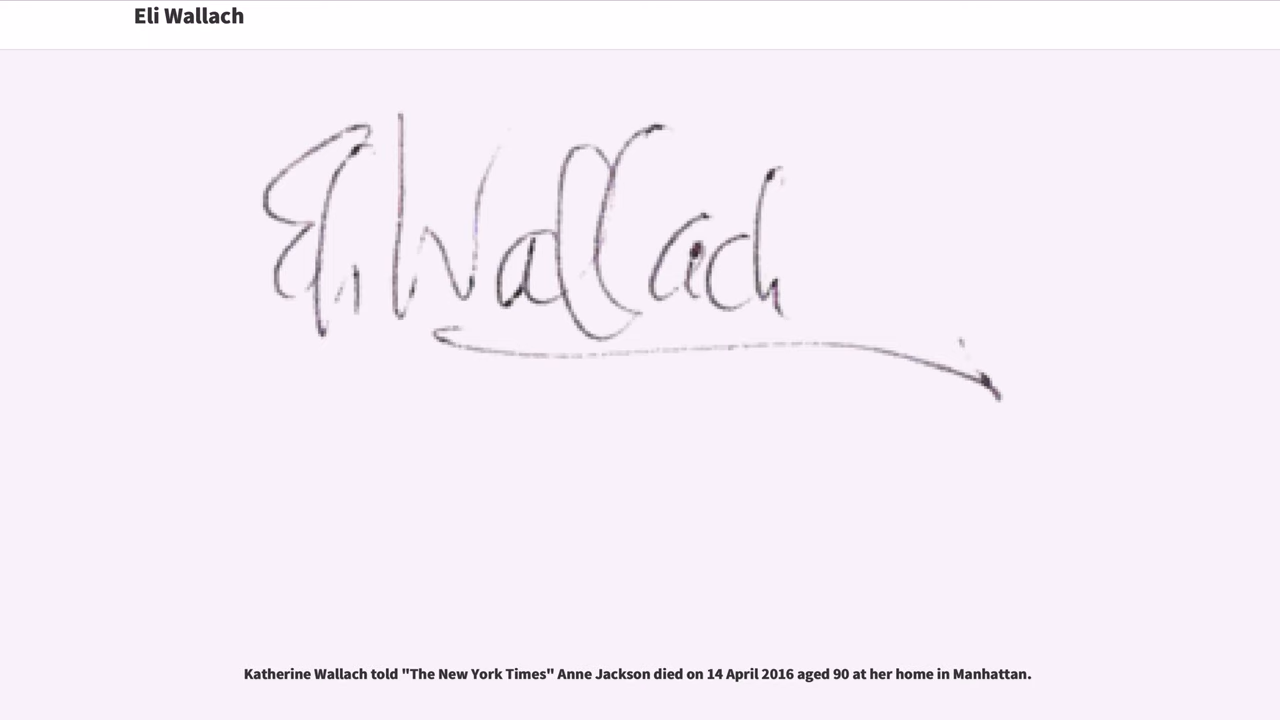 Eli Wallach
Eli Wallach
Katherine Wallach told "The New York Times" Anne Jackson died on 14 April 2016 aged 90 at her home in Manhattan.